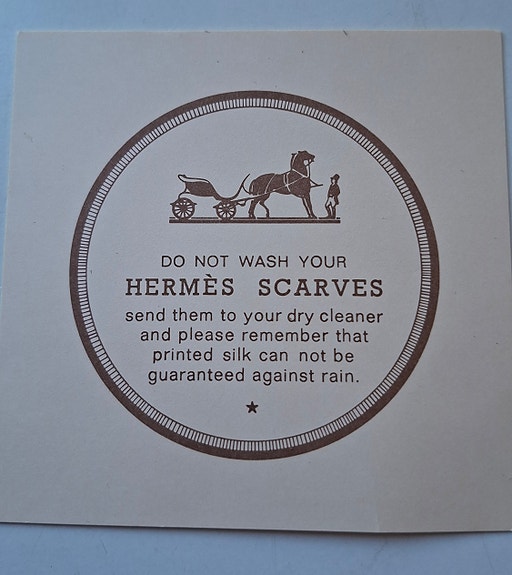 DO NOT WASH YOUR
HERMÈS SCARVES
send them to your dry cleaner
and please remember that
printed silk can not be
guaranteed against rain.